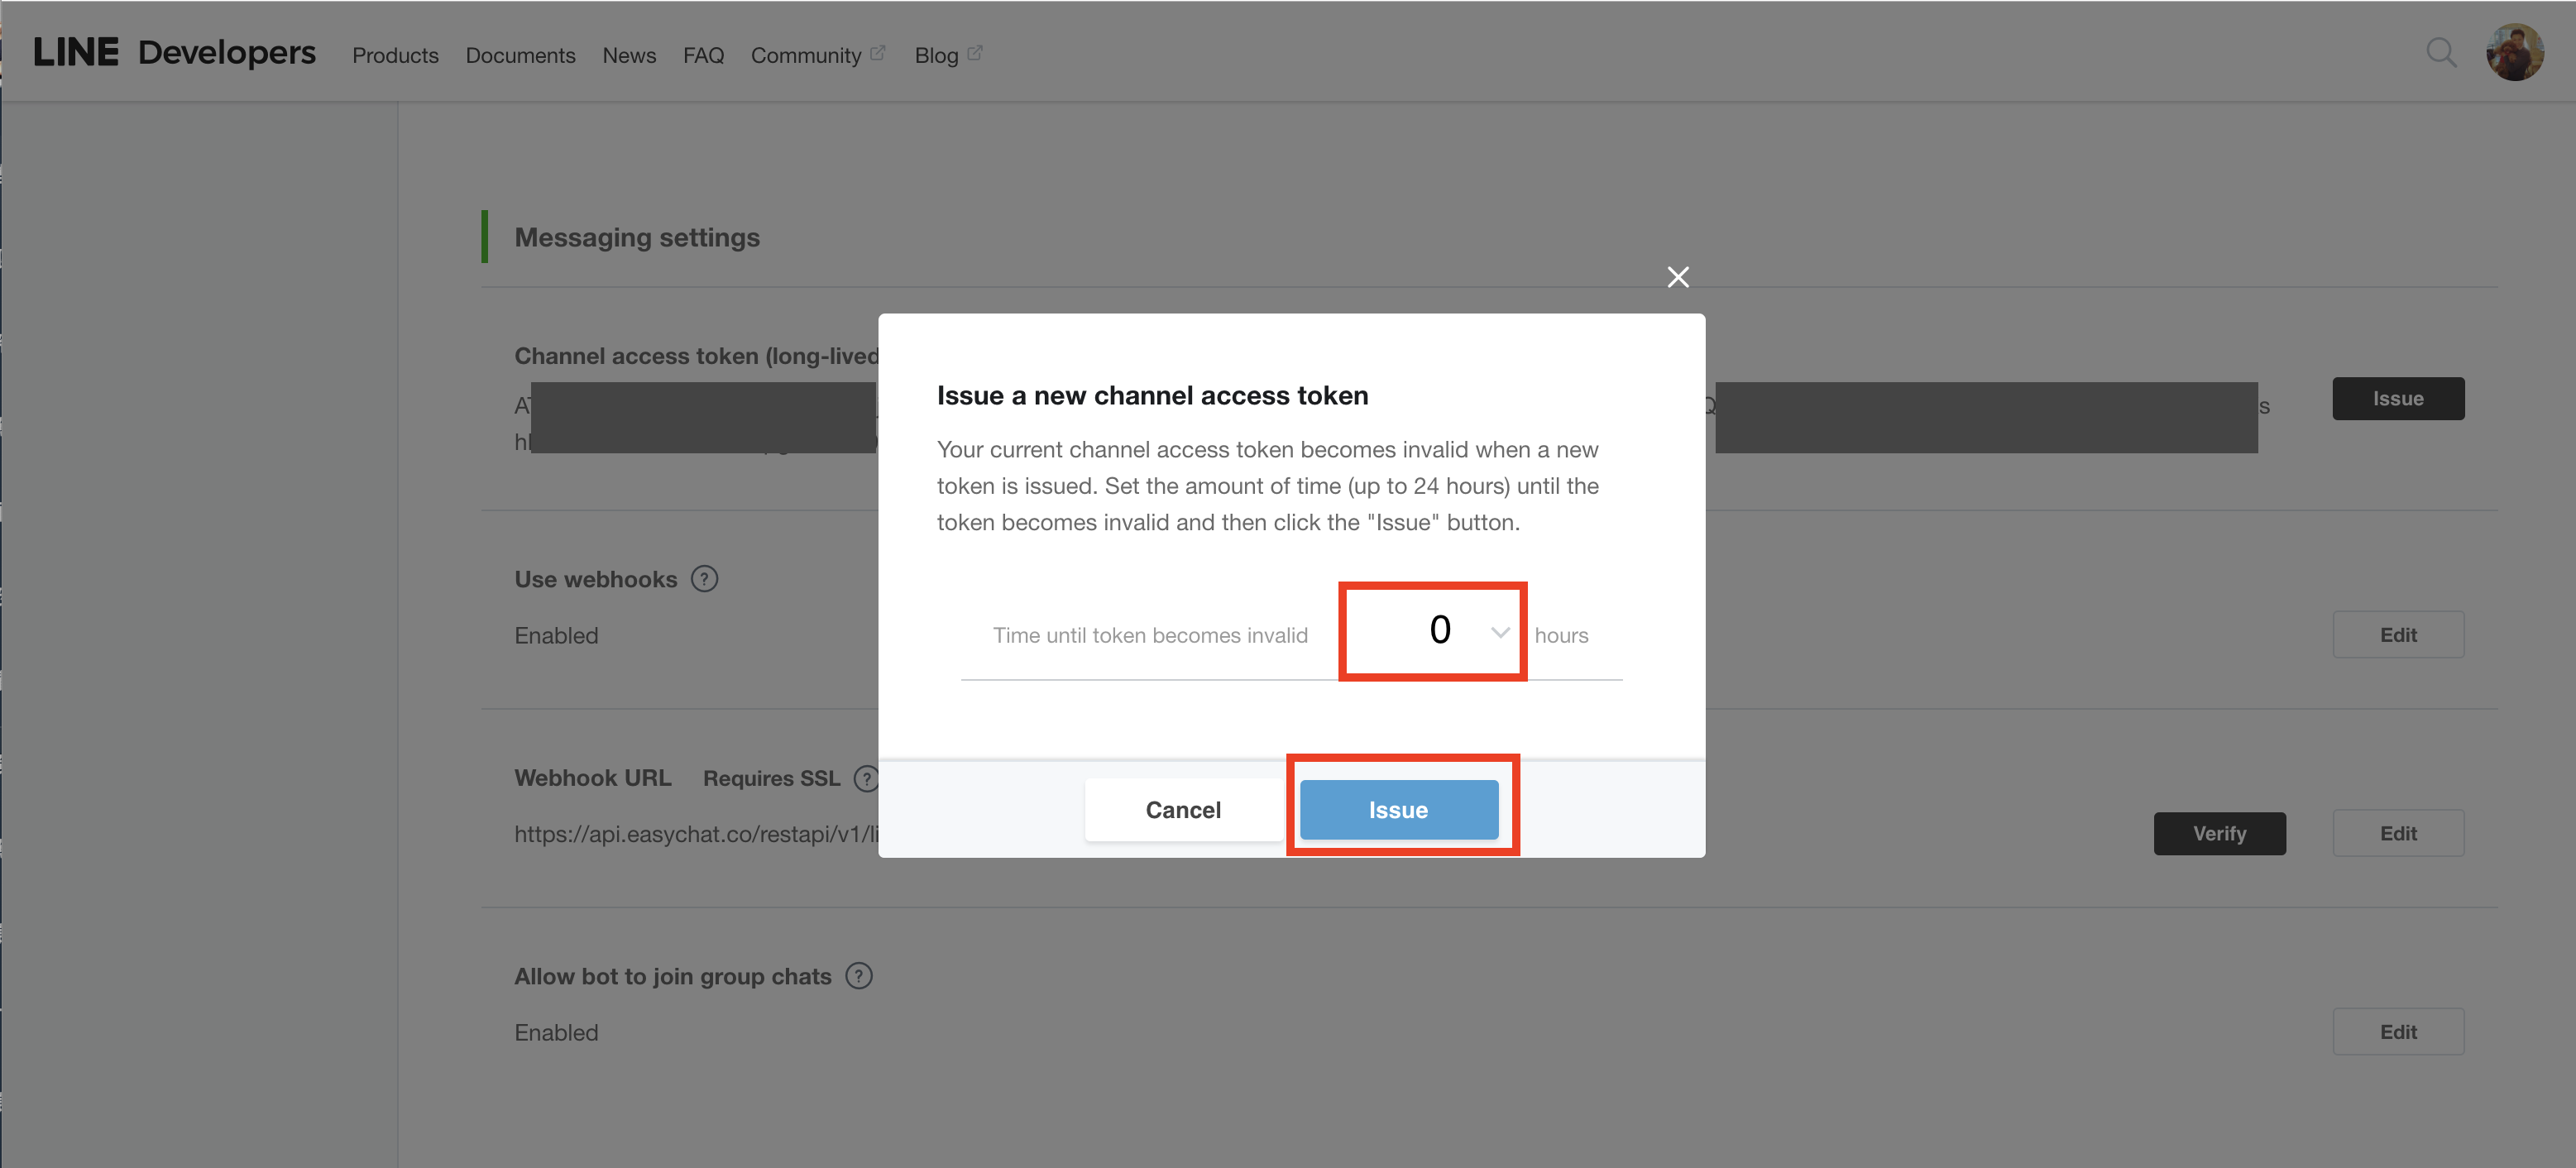 LINE Developers Products Documents News FAQ Community Blog
Messaging settings
Channel access token (long-lived
Issue
Issue a new channel access token
Your current channel access token becomes invalid when a new
token is issued. Set the amount of time (up to 24 hours) until the
token becomes invalid and then click the "Issue" button.
Time until token becomes invalid 0 hours
Cancel Issue
Use webhooks ?
Enabled
Edit
Webhook URL Requires SSL ?
https://api.easychat.co/restapi/v1/li
Verify Edit
Allow bot to join group chats ?
Enabled
Edit